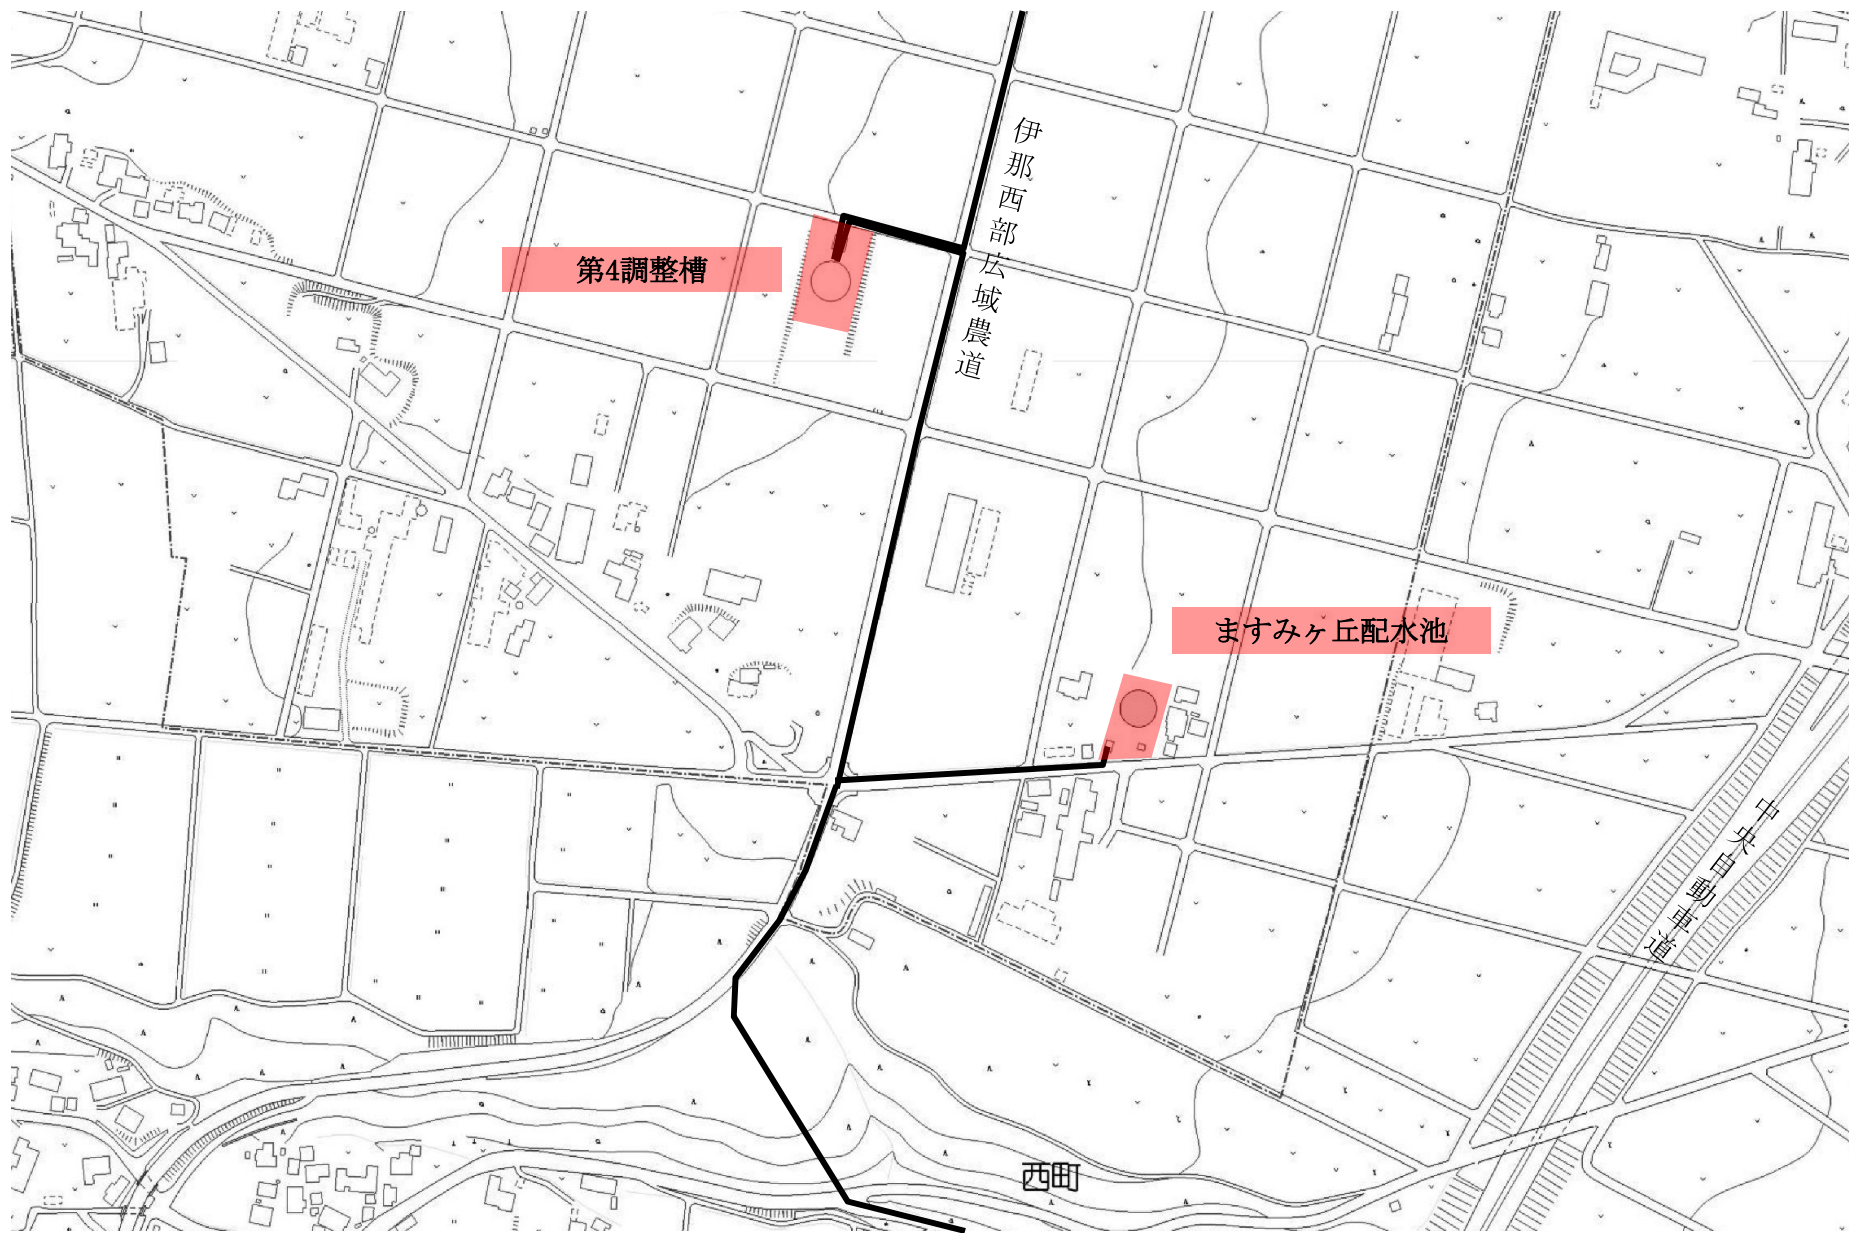 伊那西部広域農道
第4調整槽
ますみヶ丘配水池
中央自動車道
西町